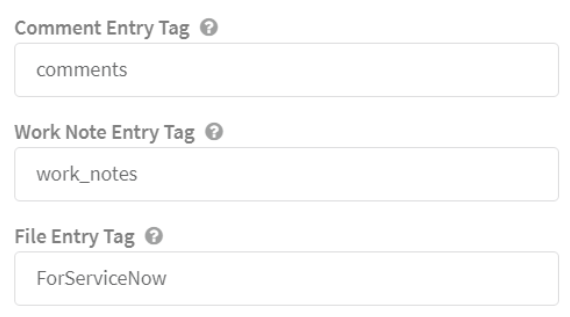 Comment Entry Tag
comments
Work Note Entry Tag
work_notes
File Entry Tag
ForServiceNow